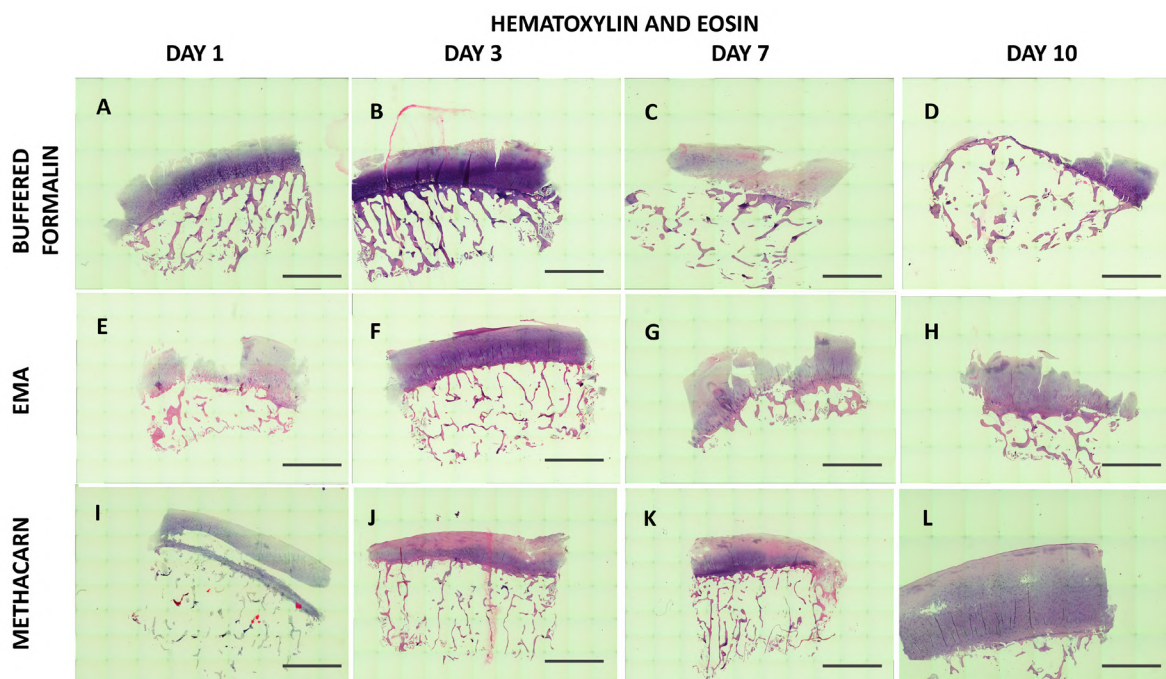 HEMATOXYLIN AND EOSIN
DAY 1 DAY 3 DAY 7 DAY 10
BUFFERED
FORMALIN
A B C D
EMA
E F G H
METHACARN
I J K L